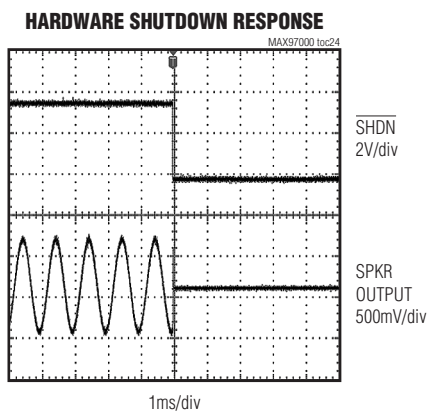 HARDWARE SHUTDOWN RESPONSE
MAX97000 toc24
T
SHDN
2V/div
SPKR
OUTPUT
500mV/div
1ms/div